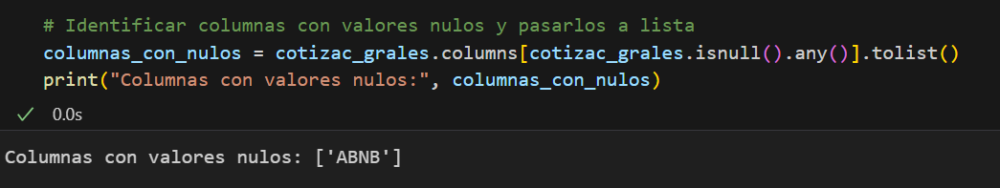 # Identificar columnas con valores nulos y pasarlos a lista
columnas_con_nulos = cotizac_grales.columns[cotizac_grales.isnull().any()].tolist()
print("Columnas con valores nulos:", columnas_con_nulos)
0.0s
Columnas con valores nulos: ['ABNB']